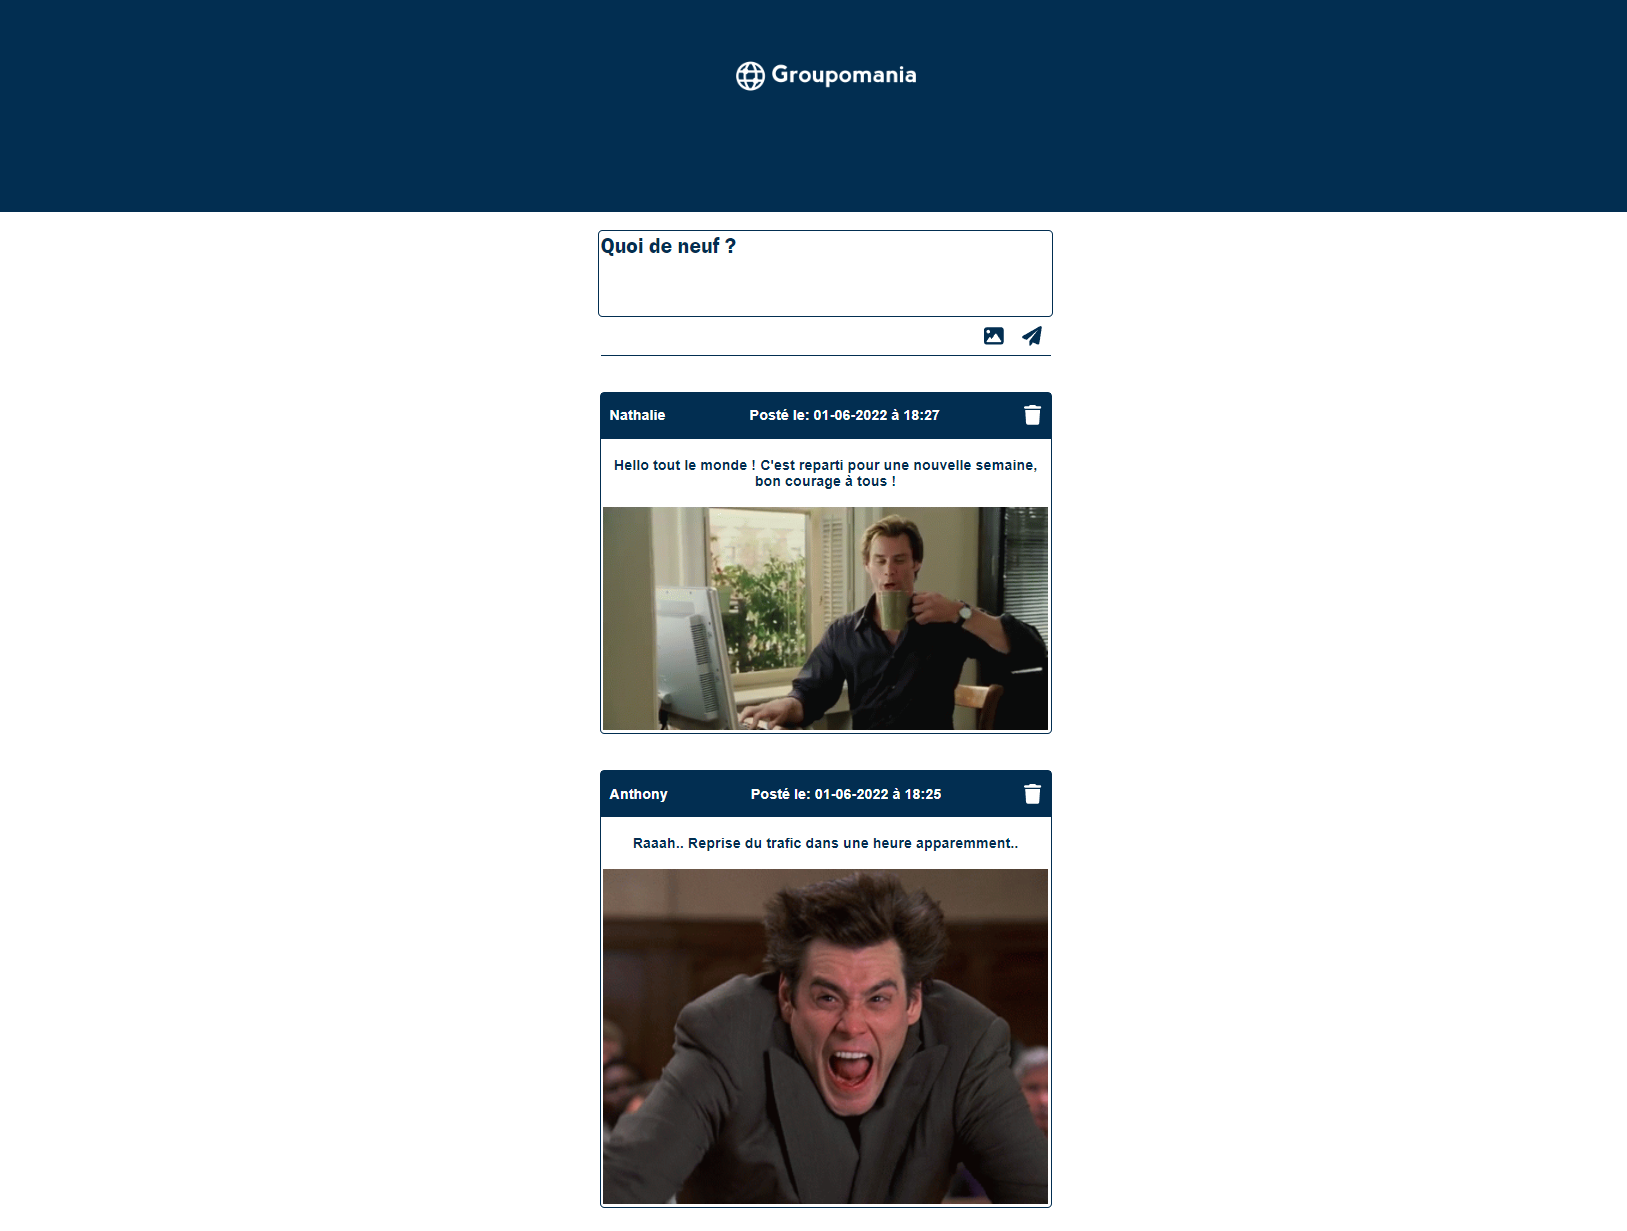 Groupomania
Quoi de neuf ?
Nathalie
Posté le: 01-06-2022 à 18:27
Hello tout le monde ! C'est reparti pour une nouvelle semaine,
bon courage à tous !
Anthony
Posté le: 01-06-2022 à 18:25
Raaah.. Reprise du trafic dans une heure apparemment..